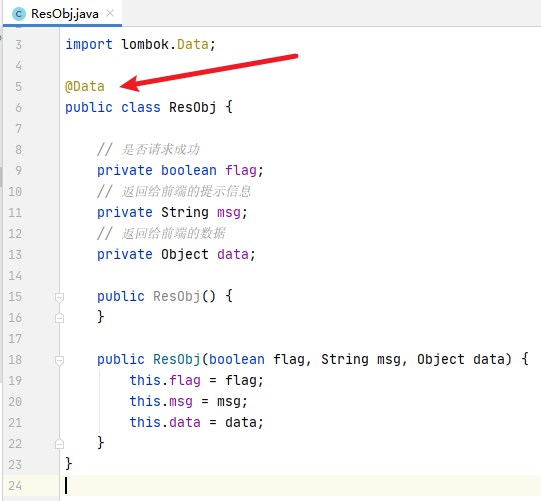 ResObj.java
3 import lombok.Data;
4
5 @Data
6 public class ResObj {
7
8 // 是否请求成功
9 private boolean flag;
10 // 返回给前端的提示信息
11 private String msg;
12 // 返回给前端的数据
13 private Object data;
14
15 public ResObj() {
16 }
17
18 public ResObj(boolean flag, String msg, Object data) {
19 this.flag = flag;
20 this.msg = msg;
21 this.data = data;
22 }
23 }
24